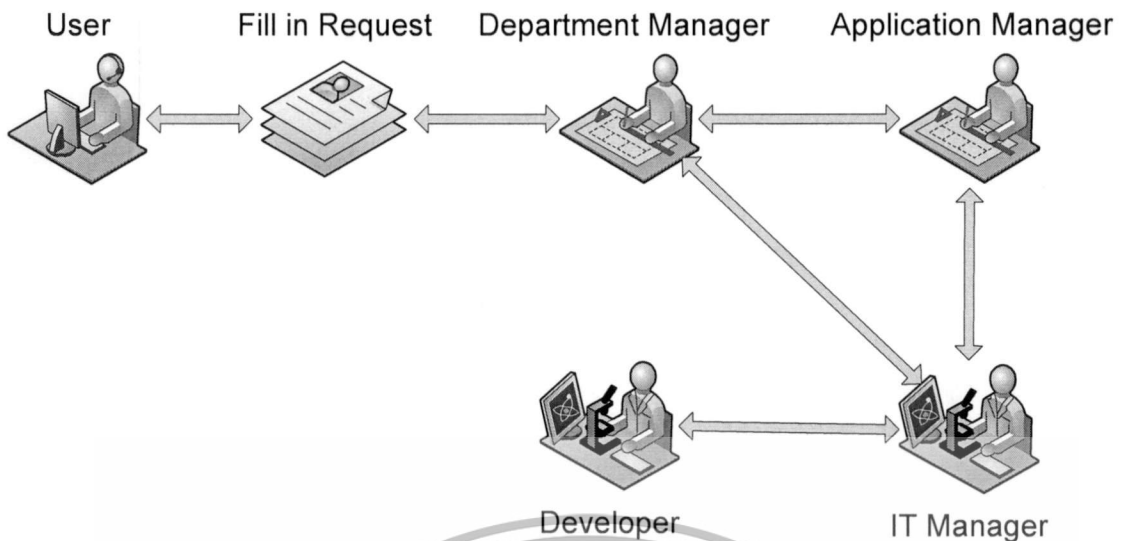 User
Fill in Request
Department Manager
Application Manager
Developer
IT Manager